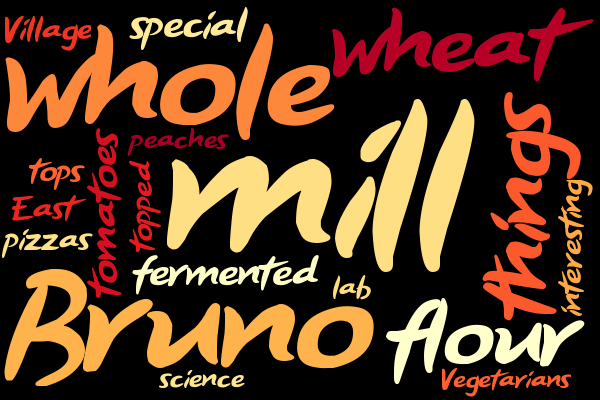 Village
special
wheat
whole
peaches
tomatoes
topped
tops
East
pizzas
mill
things
interesting
fermented
lab
Bruno
flour
science
Vegetarians